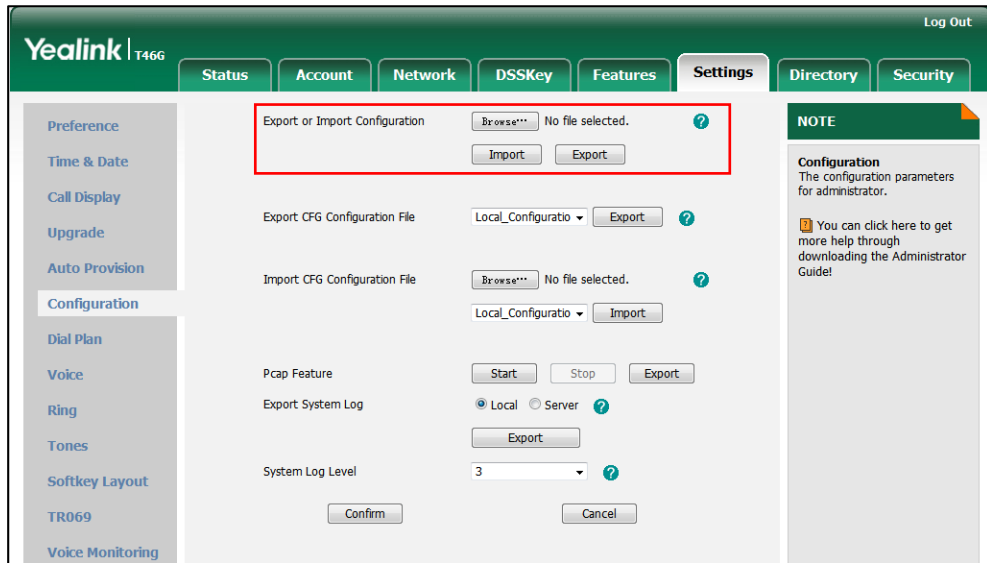 Log Out
Yealink T46G
Status Account Network DSSKey Features Settings Directory Security
Preference
Time & Date
Call Display
Upgrade
Auto Provision
Configuration
Dial Plan
Voice
Ring
Tones
Softkey Layout
TR069
Voice Monitoring
Export or Import Configuration Browse... No file selected. ?
Import Export
Export CFG Configuration File Local_Configuratio Export ?
Import CFG Configuration File Browse... No file selected. ?
Local_Configuratio Import
Pcap Feature Start Stop Export
Export System Log Local Server ?
Export
System Log Level 3 ?
Confirm Cancel
NOTE
Configuration
The configuration parameters
for administrator.
? You can click here to get
more help through
downloading the Administrator
Guide!